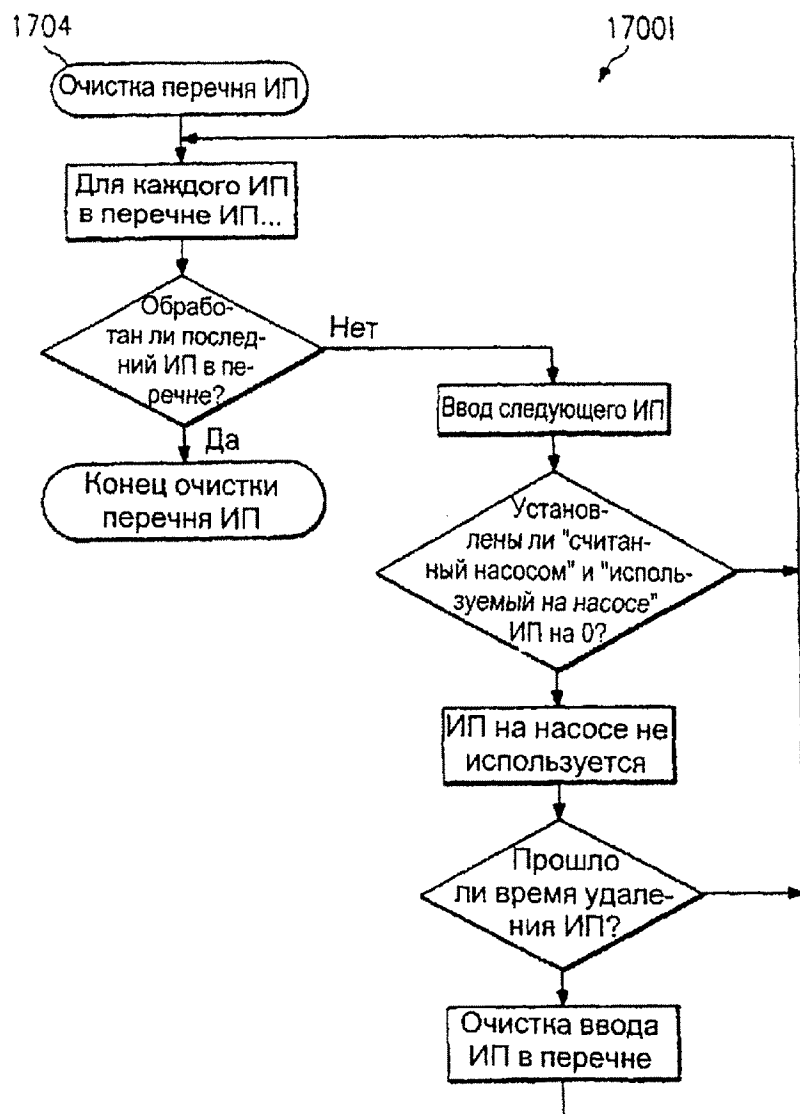 1704
1700I
Очистка перечня ИП
Для каждого ИП
в перечне ИП...
Обрабо-
тан ли послед-
ний ИП в пе-
речне?
Нет
Да
Конец очистки
перечня ИП
Ввод следующего ИП
Установ-
лены ли "считан-
ный насосом" и "исполь-
зуемый на насосе"
ИП на 0?
ИП на насосе не
используется
Прошло
ли время удале-
ния ИП?
Очистка ввода
ИП в перечне